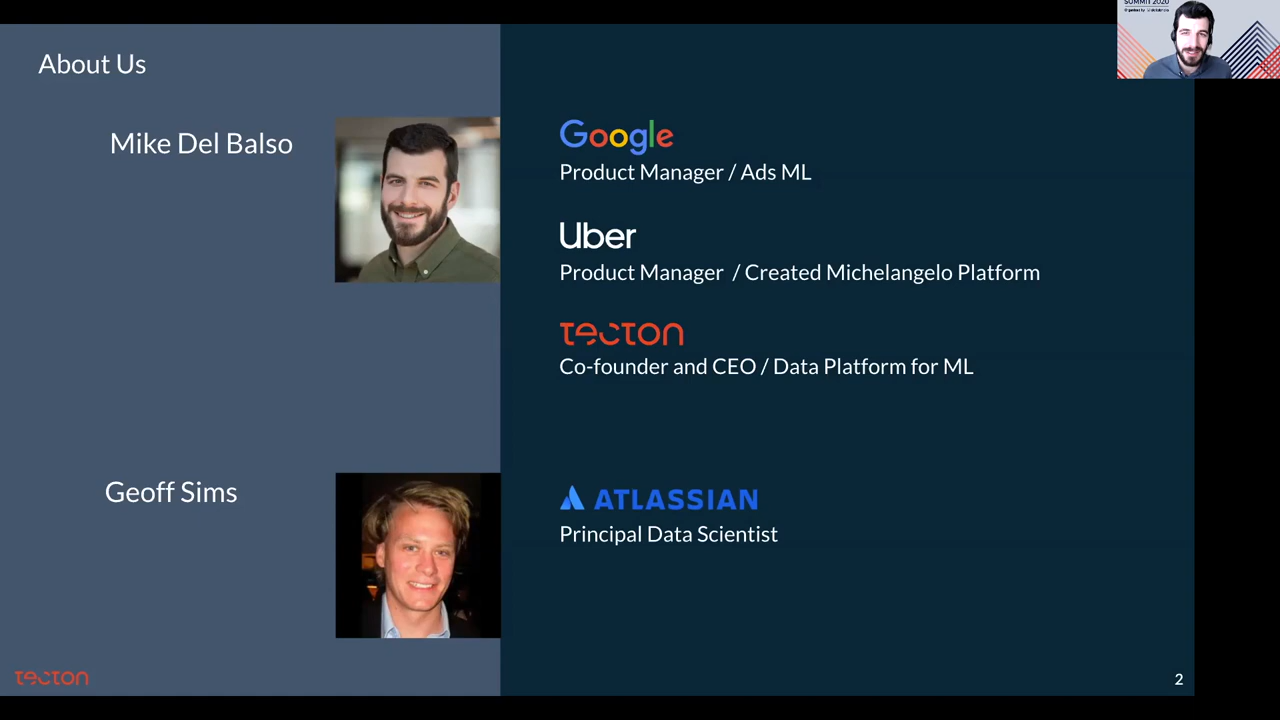 About Us
Mike Del Balso
Google
Product Manager / Ads ML
Uber
Product Manager / Created Michelangelo Platform
tecton
Co-founder and CEO / Data Platform for ML
Geoff Sims
ATLASSIAN
Principal Data Scientist
tecton
2
SUMMIT 2020